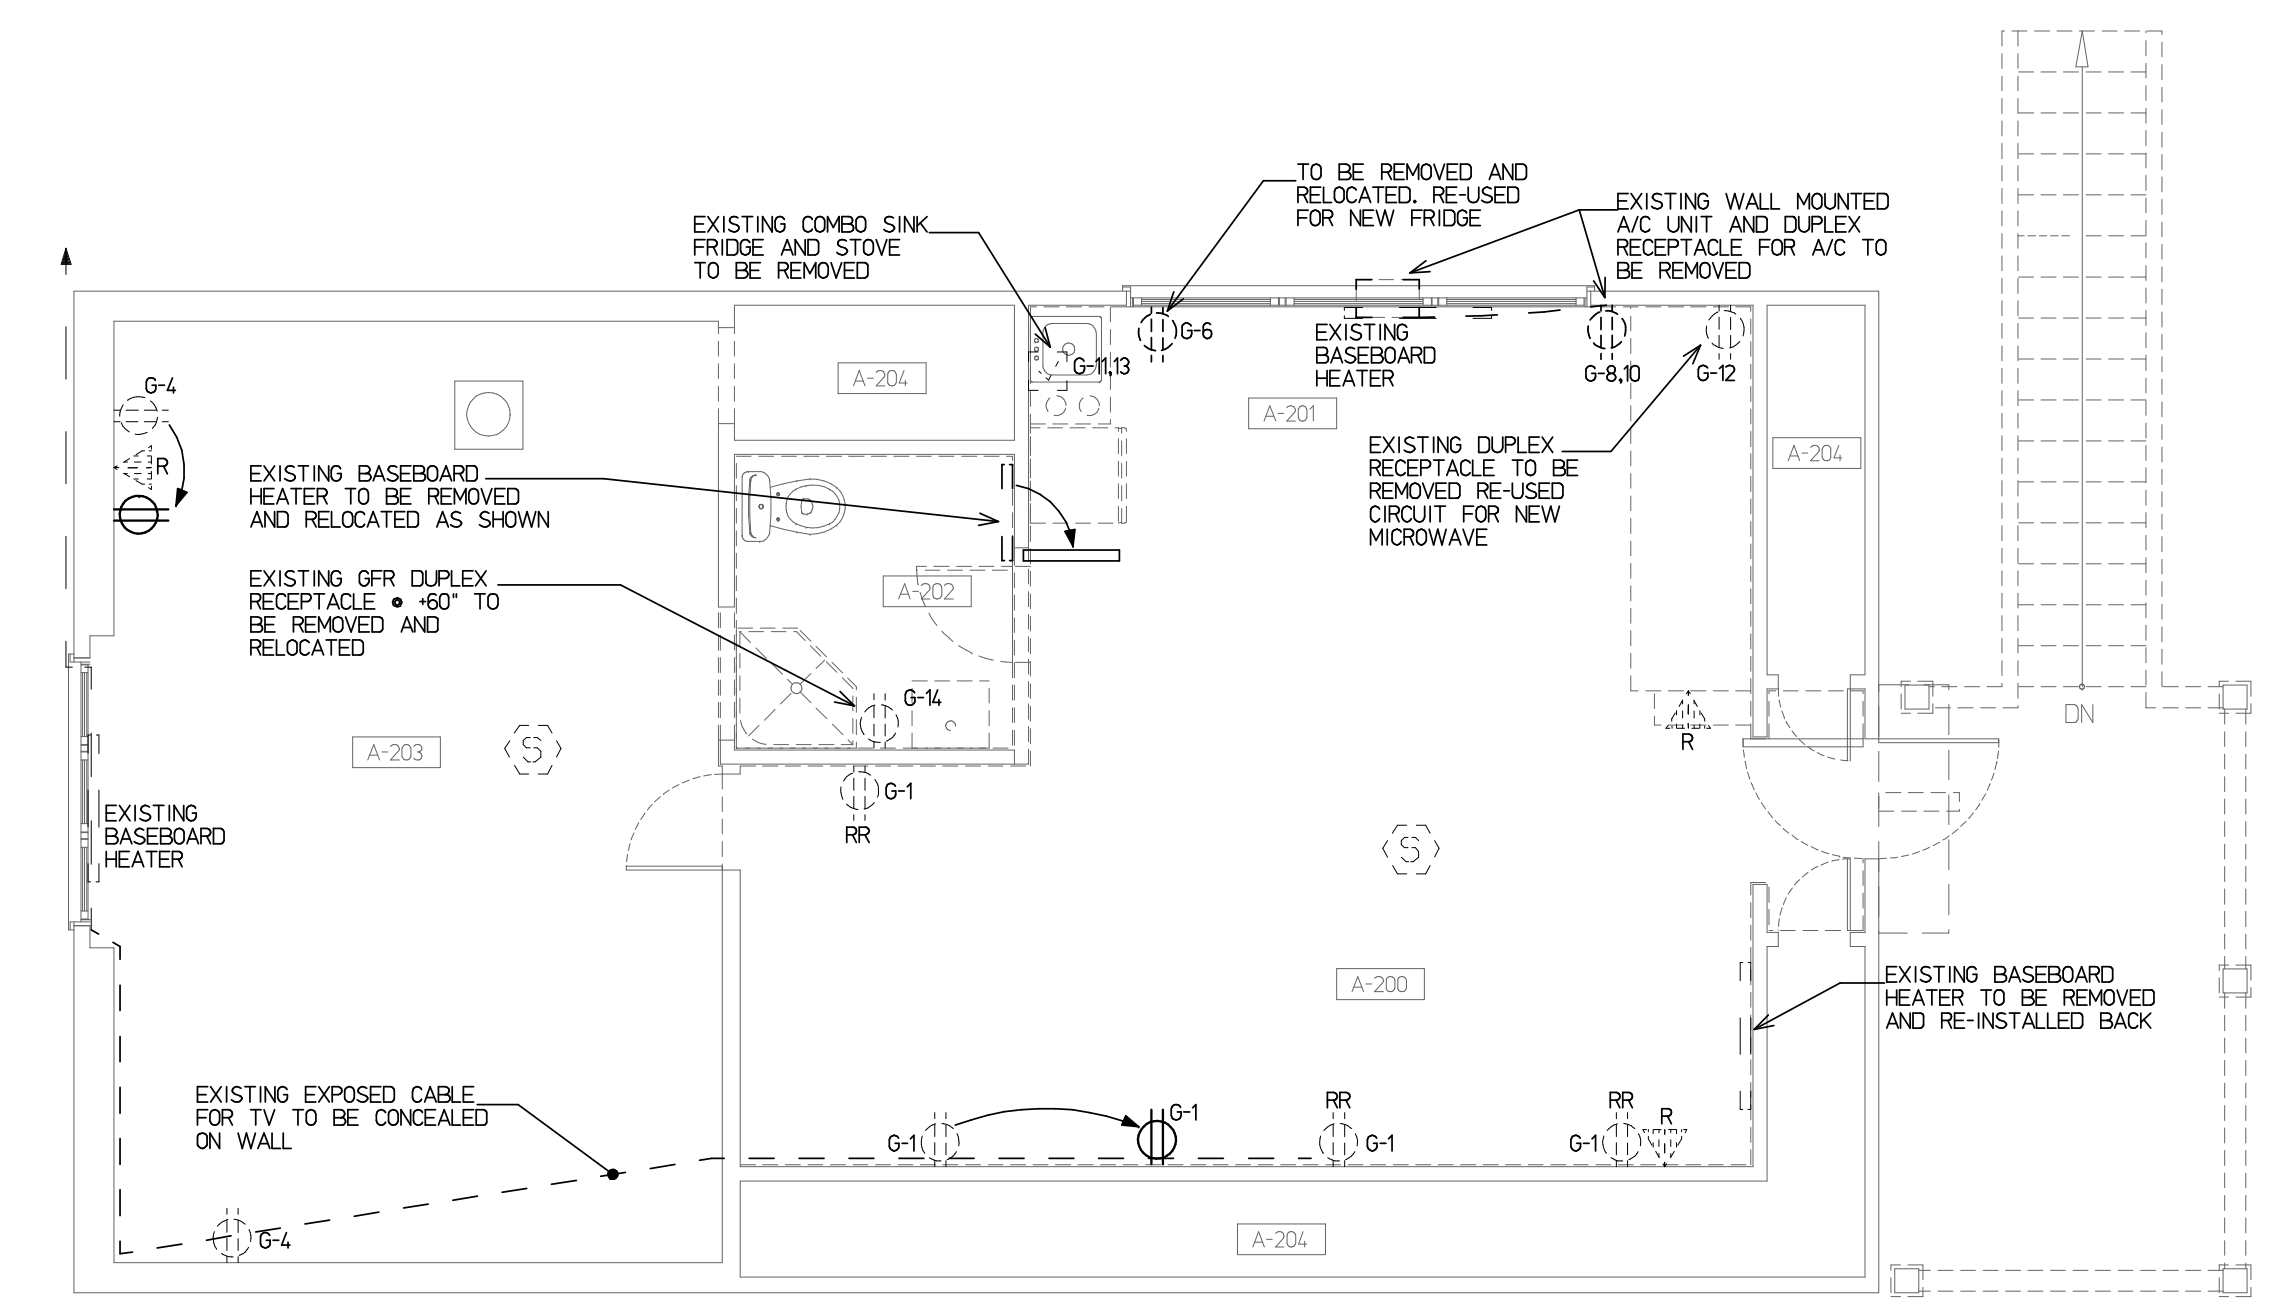 TO BE REMOVED AND
RELOCATED. RE-USED
FOR NEW FRIDGE
EXISTING WALL MOUNTED
A/C UNIT AND DUPLEX
RECEPTACLE FOR A/C TO
BE REMOVED
EXISTING COMBO SINK
FRIDGE AND STOVE
TO BE REMOVED
G-6
EXISTING
BASEBOARD
HEATER
G-11,13
G-8,10
G-12
A-204
G-4
A-201
R
EXISTING DUPLEX
RECEPTACLE TO BE
REMOVED RE-USED
CIRCUIT FOR NEW
MICROWAVE
A-204
EXISTING BASEBOARD
HEATER TO BE REMOVED
AND RELOCATED AS SHOWN
EXISTING GFR DUPLEX
RECEPTACLE @ +60" TO
BE REMOVED AND
RELOCATED
A-202
G-14
DN
R
A-203
S
G-1
RR
EXISTING
BASEBOARD
HEATER
S
A-200
EXISTING BASEBOARD
HEATER TO BE REMOVED
AND RE-INSTALLED BACK
EXISTING EXPOSED CABLE
FOR TV TO BE CONCEALED
ON WALL
G-1
G-1
RR
G-1
RR
G-1
R
G-4
A-204